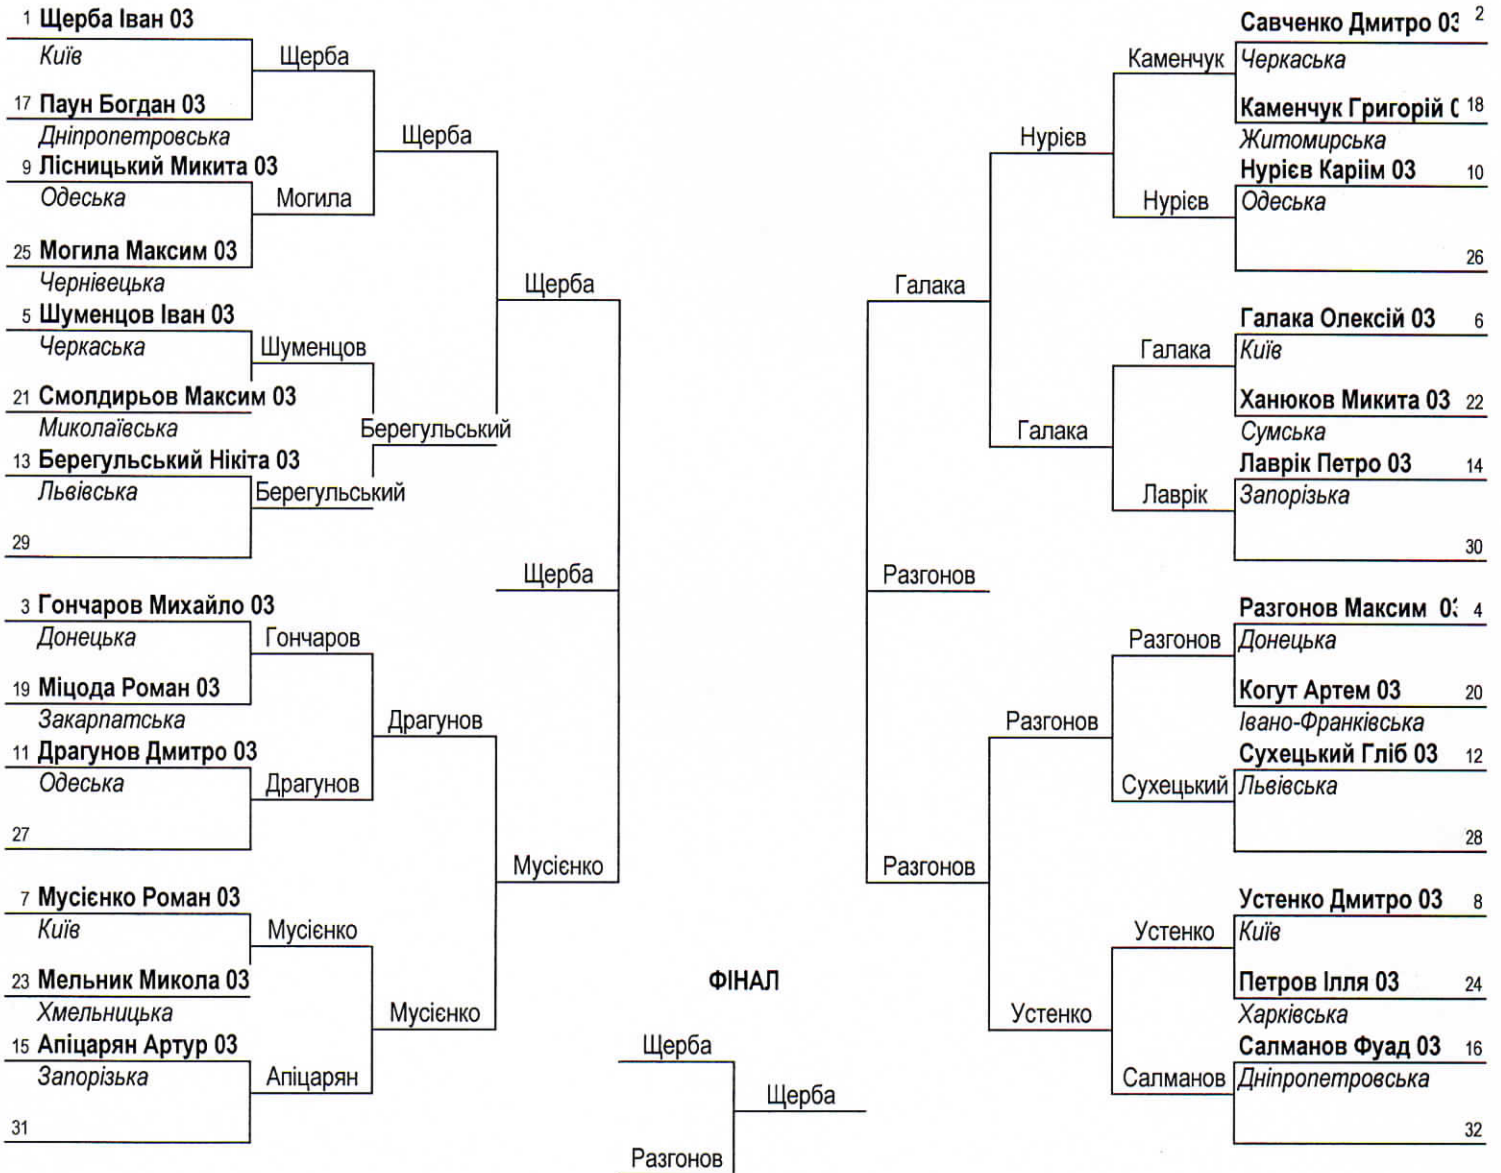 1 Щерба Іван 03
Київ
Щерба
17 Паун Богдан 03
Дніпропетровська
Щерба
9 Лісницький Микита 03
Одеська
Могила
25 Могила Максим 03
Чернівецька
Щерба
5 Шуменцов Іван 03
Черкаська
Шуменцов
21 Смолдирьов Максим 03
Миколаївська
Берегульський
13 Берегульський Нікіта 03
Львівська
Берегульський
29
Щерба
3 Гончаров Михайло 03
Донецька
Гончаров
19 Міцода Роман 03
Закарпатська
Драгунов
11 Драгунов Дмитро 03
Одеська
Драгунов
27
Мусієнко
7 Мусієнко Роман 03
Київ
Мусієнко
23 Мельник Микола 03
Хмельницька
Мусієнко
15 Апіцарян Артур 03
Запорізька
Апіцарян
31
Савченко Дмитро 03 2
Каменчук
Черкаська
Каменчук Григорій 0 18
Нурієв
Житомирська
Нурієв Каріім 03 10
Нурієв
Одеська
26
Галака
Галака Олексій 03 6
Галака
Київ
Ханюков Микита 03 22
Галака
Сумська
Лаврік Петро 03 14
Лаврік
Запорізька
30
Разгонов
Разгонов Максим 03 4
Разгонов
Донецька
Когут Артем 03 20
Разгонов
Івано-Франківська
Сухецький Гліб 03 12
Сухецький
Львівська
28
Разгонов
Устенко Дмитро 03 8
Устенко
Київ
Петров Ілля 03 24
Устенко
Харківська
Салманов Фуад 03 16
Салманов
Дніпропетровська
32
ФІНАЛ
Щерба
Щерба
Разгонов